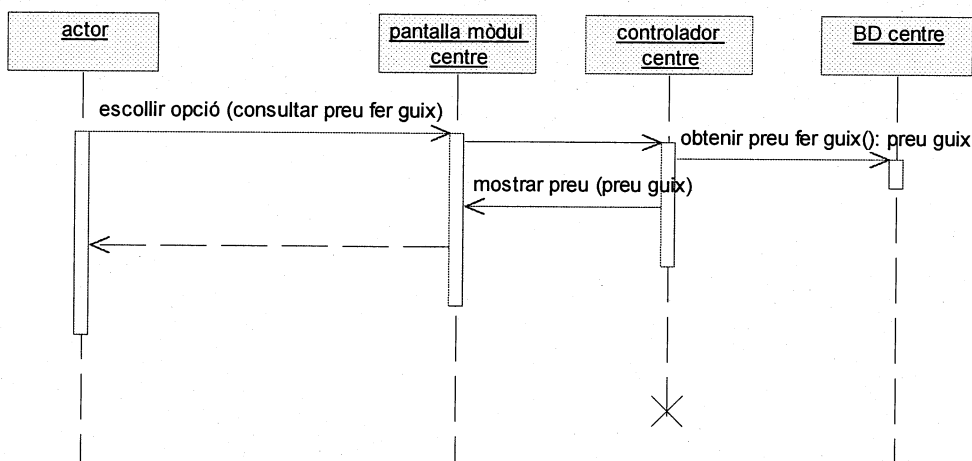 actor
pantalla mòdul
centre
controlador
centre
BD centre
escollir opció (consultar preu fer guix)
obtenir preu fer guix(): preu guix
mostrar preu (preu guix)